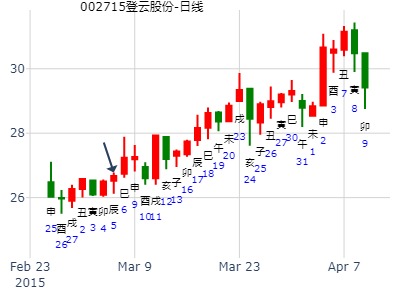 002715登云股份-日线
30
28
26
申
25
酉
26
戌
27
丑
2
寅
3
卯
4
辰
5
巳
6
申
9
酉
10
戌
11
亥
12
子
13
卯
16
辰
17
巳
18
午
19
未
20
戌
23
亥
24
子
25
丑
26
寅
27
巳
30
午
31
未
1
申
2
酉
3
丑
7
寅
8
卯
9
Feb 23
2015
Mar 9
Mar 23
Apr 7